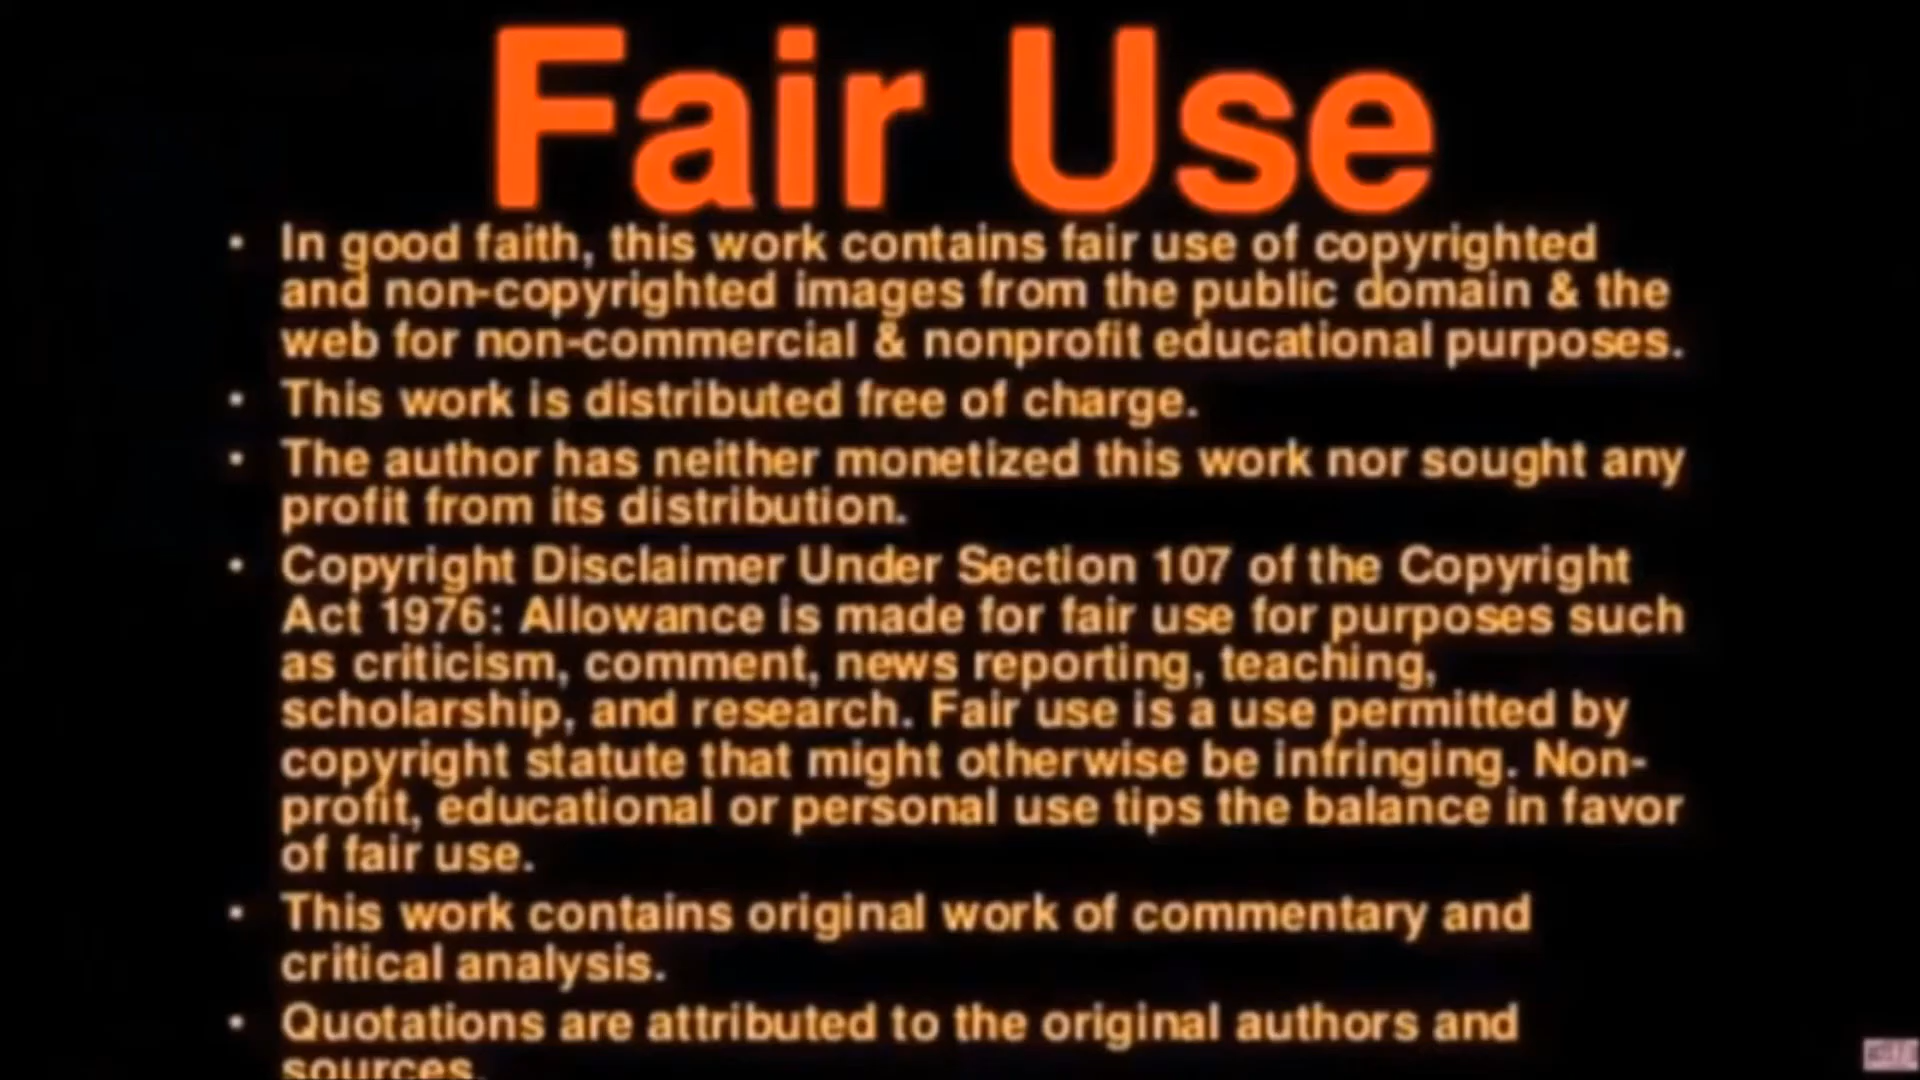 Fair Use
• In good faith, this work contains fair use of copyrighted
and non-copyrighted images from the public domain & the
web for non-commercial & nonprofit educational purposes.
• This work is distributed free of charge.
• The author has neither monetized this work nor sought any
profit from its distribution.
• Copyright Disclaimer Under Section 107 of the Copyright
Act 1976: Allowance is made for fair use for purposes such
as criticism, comment, news reporting, teaching,
scholarship, and research. Fair use is a use permitted by
copyright statute that might otherwise be infringing. Non-
profit, educational or personal use tips the balance in favor
of fair use.
• This work contains original work of commentary and
critical analysis.
• Quotations are attributed to the original authors and
sources.